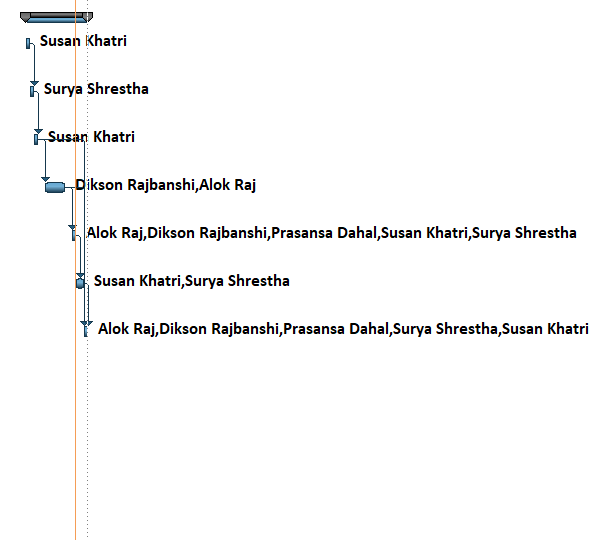 Susan Khatri
Surya Shrestha
Susan Khatri
Dikson Rajbanshi,Alok Raj
Alok Raj,Dikson Rajbanshi,Prasansa Dahal,Susan Khatri,Surya Shrestha
Susan Khatri,Surya Shrestha
Alok Raj,Dikson Rajbanshi,Prasansa Dahal,Surya Shrestha,Susan Khatri